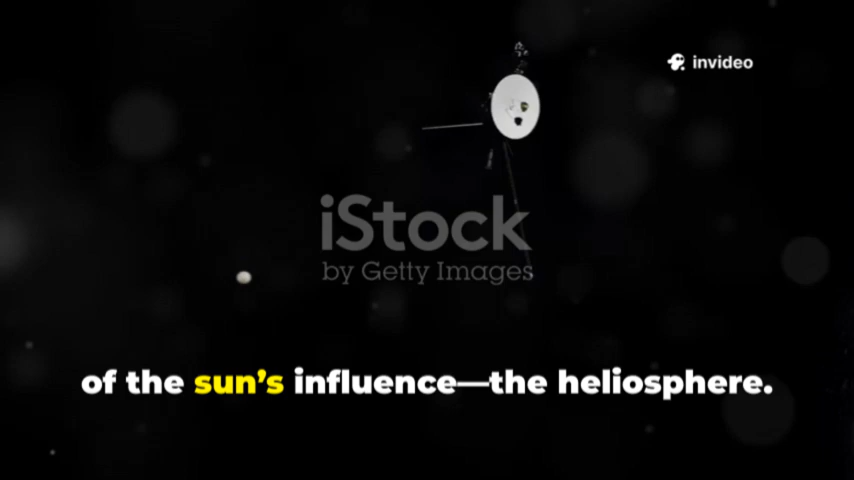 invideo
iStock
by Getty Images
of the sun's influence—the heliosphere.